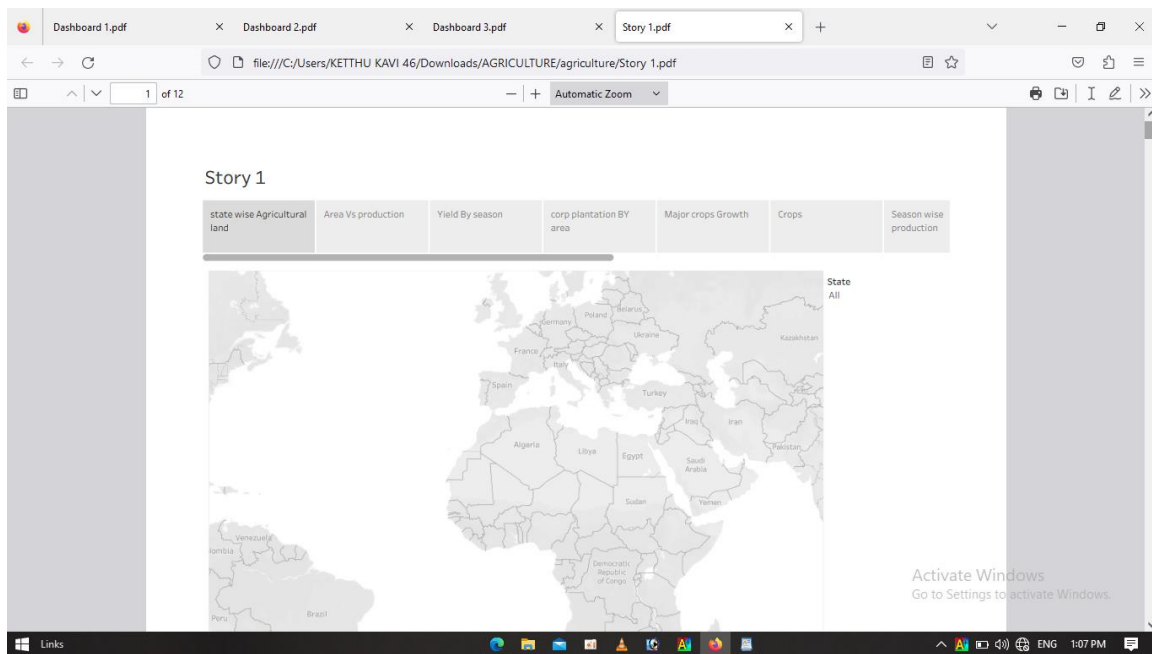 Dashboard 1.pdf
Dashboard 2.pdf
Dashboard 3.pdf
Story 1.pdf
file:///C:/Users/KETTHU KAVI 46/Downloads/AGRICULTURE/agriculture/Story 1.pdf
1 of 12
Automatic Zoom
Story 1
state wise Agricultural
land
Area Vs production
Yield By season
corp plantation BY
area
Major crops Growth
Crops
Season wise
production
State
All
Belarus
Poland
Germany
Ukraine
Kazakhstan
France
Italy
Spain
Turkey
Iraq
Iran
Algeria
Libya
Egypt
Pakistan
Saudi
Arabia
Sudan
Yemen
Venezuela
lombia
Democratic
Republic
of Congo
Brazil
Peru
Activate Windows
Go to Settings to activate Windows.
Links
ENG
1:07 PM